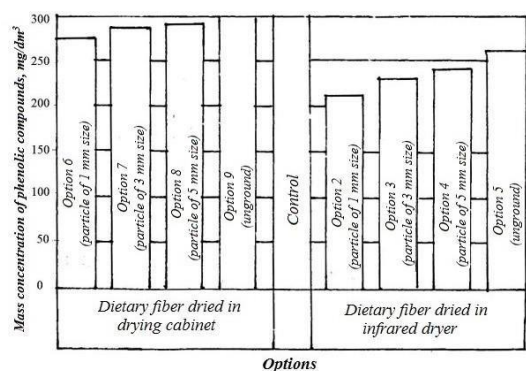 Mass concentration of phenolic compounds, mg/dm³
300
250
200
150
100
50
0
Option 6
(particle of 1 mm size)
Option 7
(particle of 3 mm size)
Option 8
(particle of 5 mm size)
Option 9
(unground)
Control
Option 2
(particle of 1 mm size)
Option 3
(particle of 3 mm size)
Option 4
(particle of 5 mm size)
Option 5
(unground)
Dietary fiber dried in
drying cabinet
Dietary fiber dried in
infrared dryer
Options